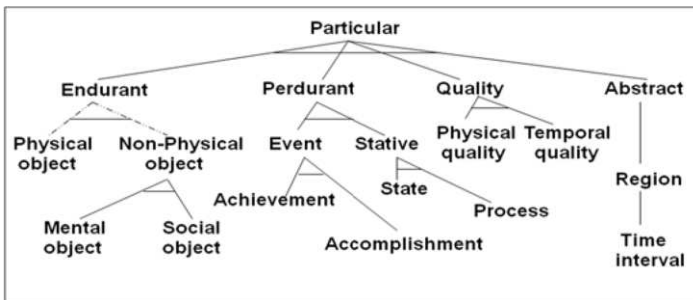 Particular
Endurant Perdurant Quality Abstract
Physical object Non-Physical object Event Stative Physical quality Temporal quality
State Region
Achievement Process
Mental object Social object Accomplishment Time interval